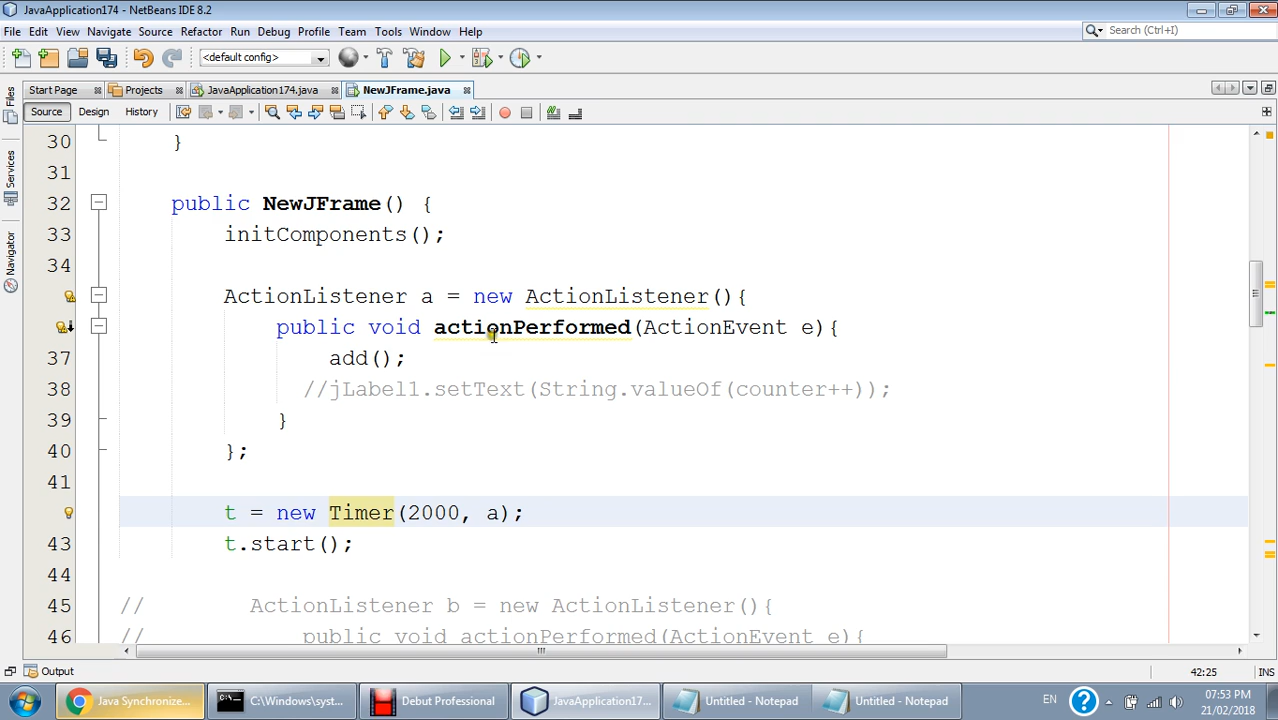 JavaApplication174 - NetBeans IDE 8.2
File Edit View Navigate Source Refactor Run Debug Profile Team Tools Window Help
Search (Ctrl+I)
<default config>
Start Page Projects JavaApplication174.java NewJFrame.java
Source Design History
Files
Services
Navigator
30 }
31
32 public NewJFrame() {
33 initComponents();
34
ActionListener a = new ActionListener(){
public void actionPerformed(ActionEvent e){
37 add();
38 //jLabel1.setText(String.valueOf(counter++));
39 }
40 };
41
t = new Timer(2000, a);
43 t.start();
44
45 // ActionListener b = new ActionListener(){
46 // public void actionPerformed(ActionEvent e){
Output
42:25 INS
Java Synchronize... C:\Windows\syst... Debut Professional JavaApplication17... Untitled - Notepad Untitled - Notepad EN 07:53 PM
21/02/2018